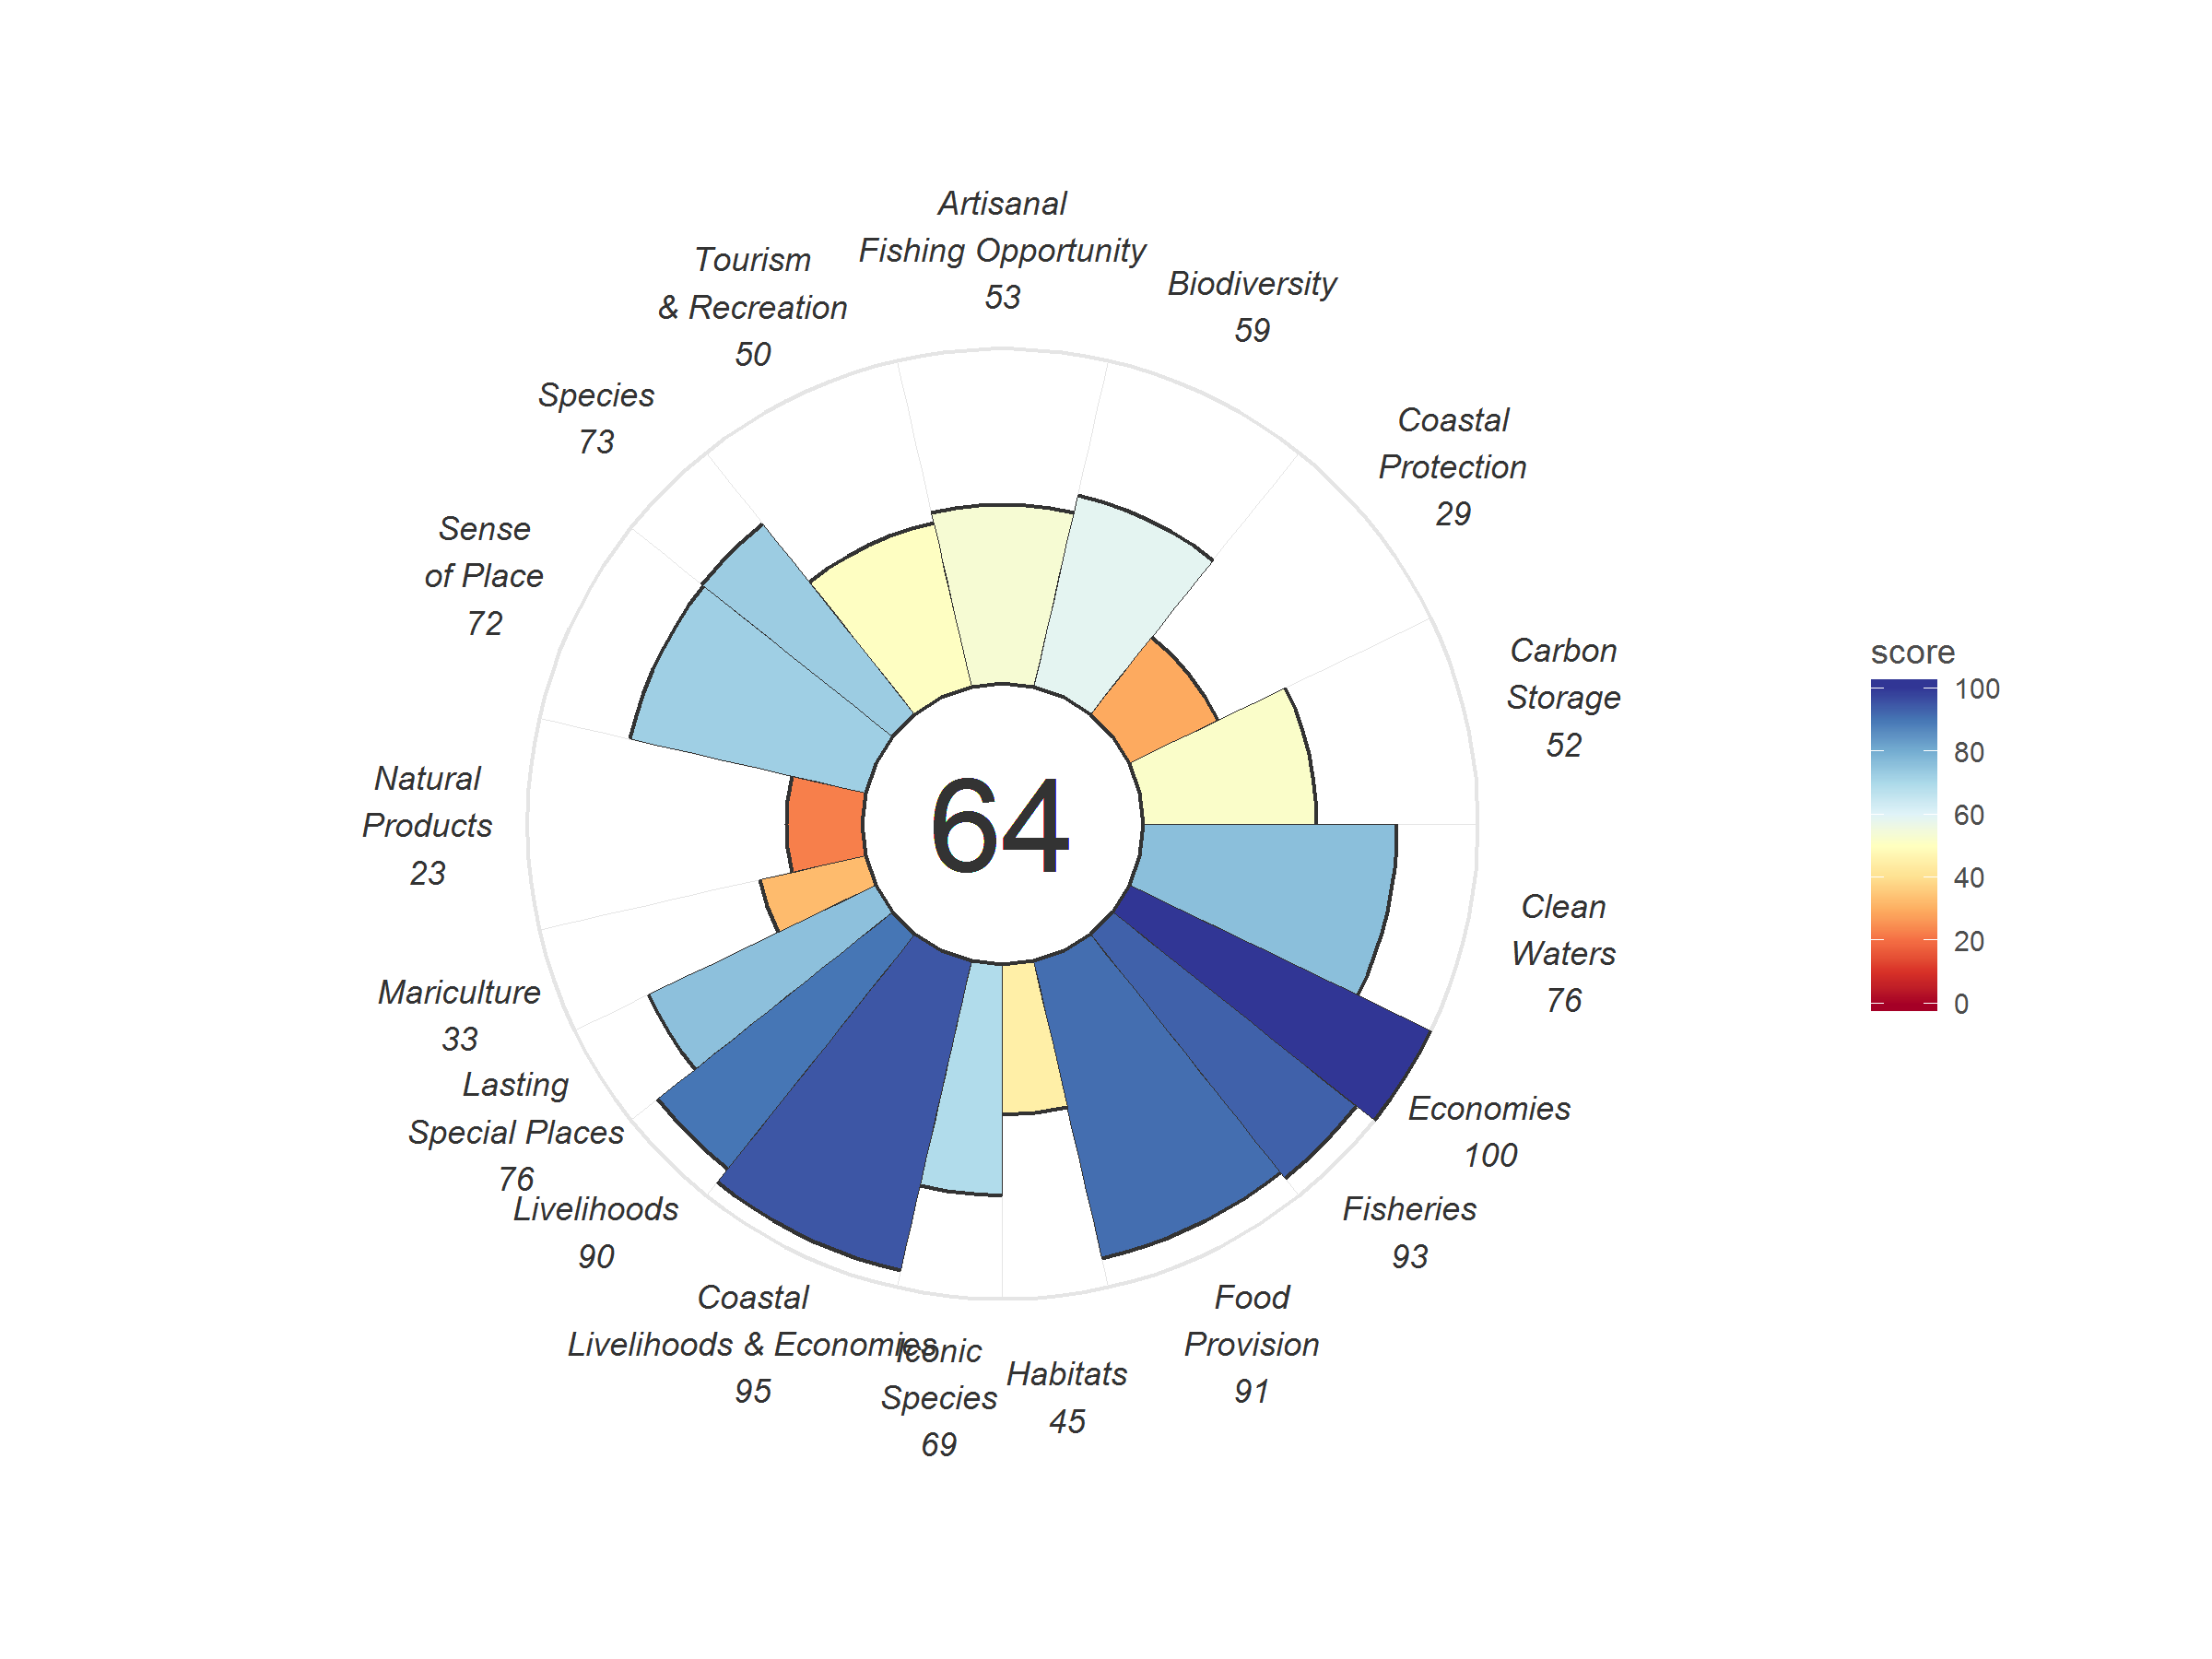 Artisanal
Fishing Opportunity
53
Biodiversity
59
Coastal
Protection
29
Carbon
Storage
52
Clean
Waters
76
Economies
100
Fisheries
93
Food
Provision
91
Habitats
45
Iconic
Species
69
Coastal
Livelihoods & Economies
95
Livelihoods
90
Lasting
Special Places
76
Mariculture
33
Natural
Products
23
Sense
of Place
72
Species
73
Tourism
& Recreation
50
64
score
100
80
60
40
20
0